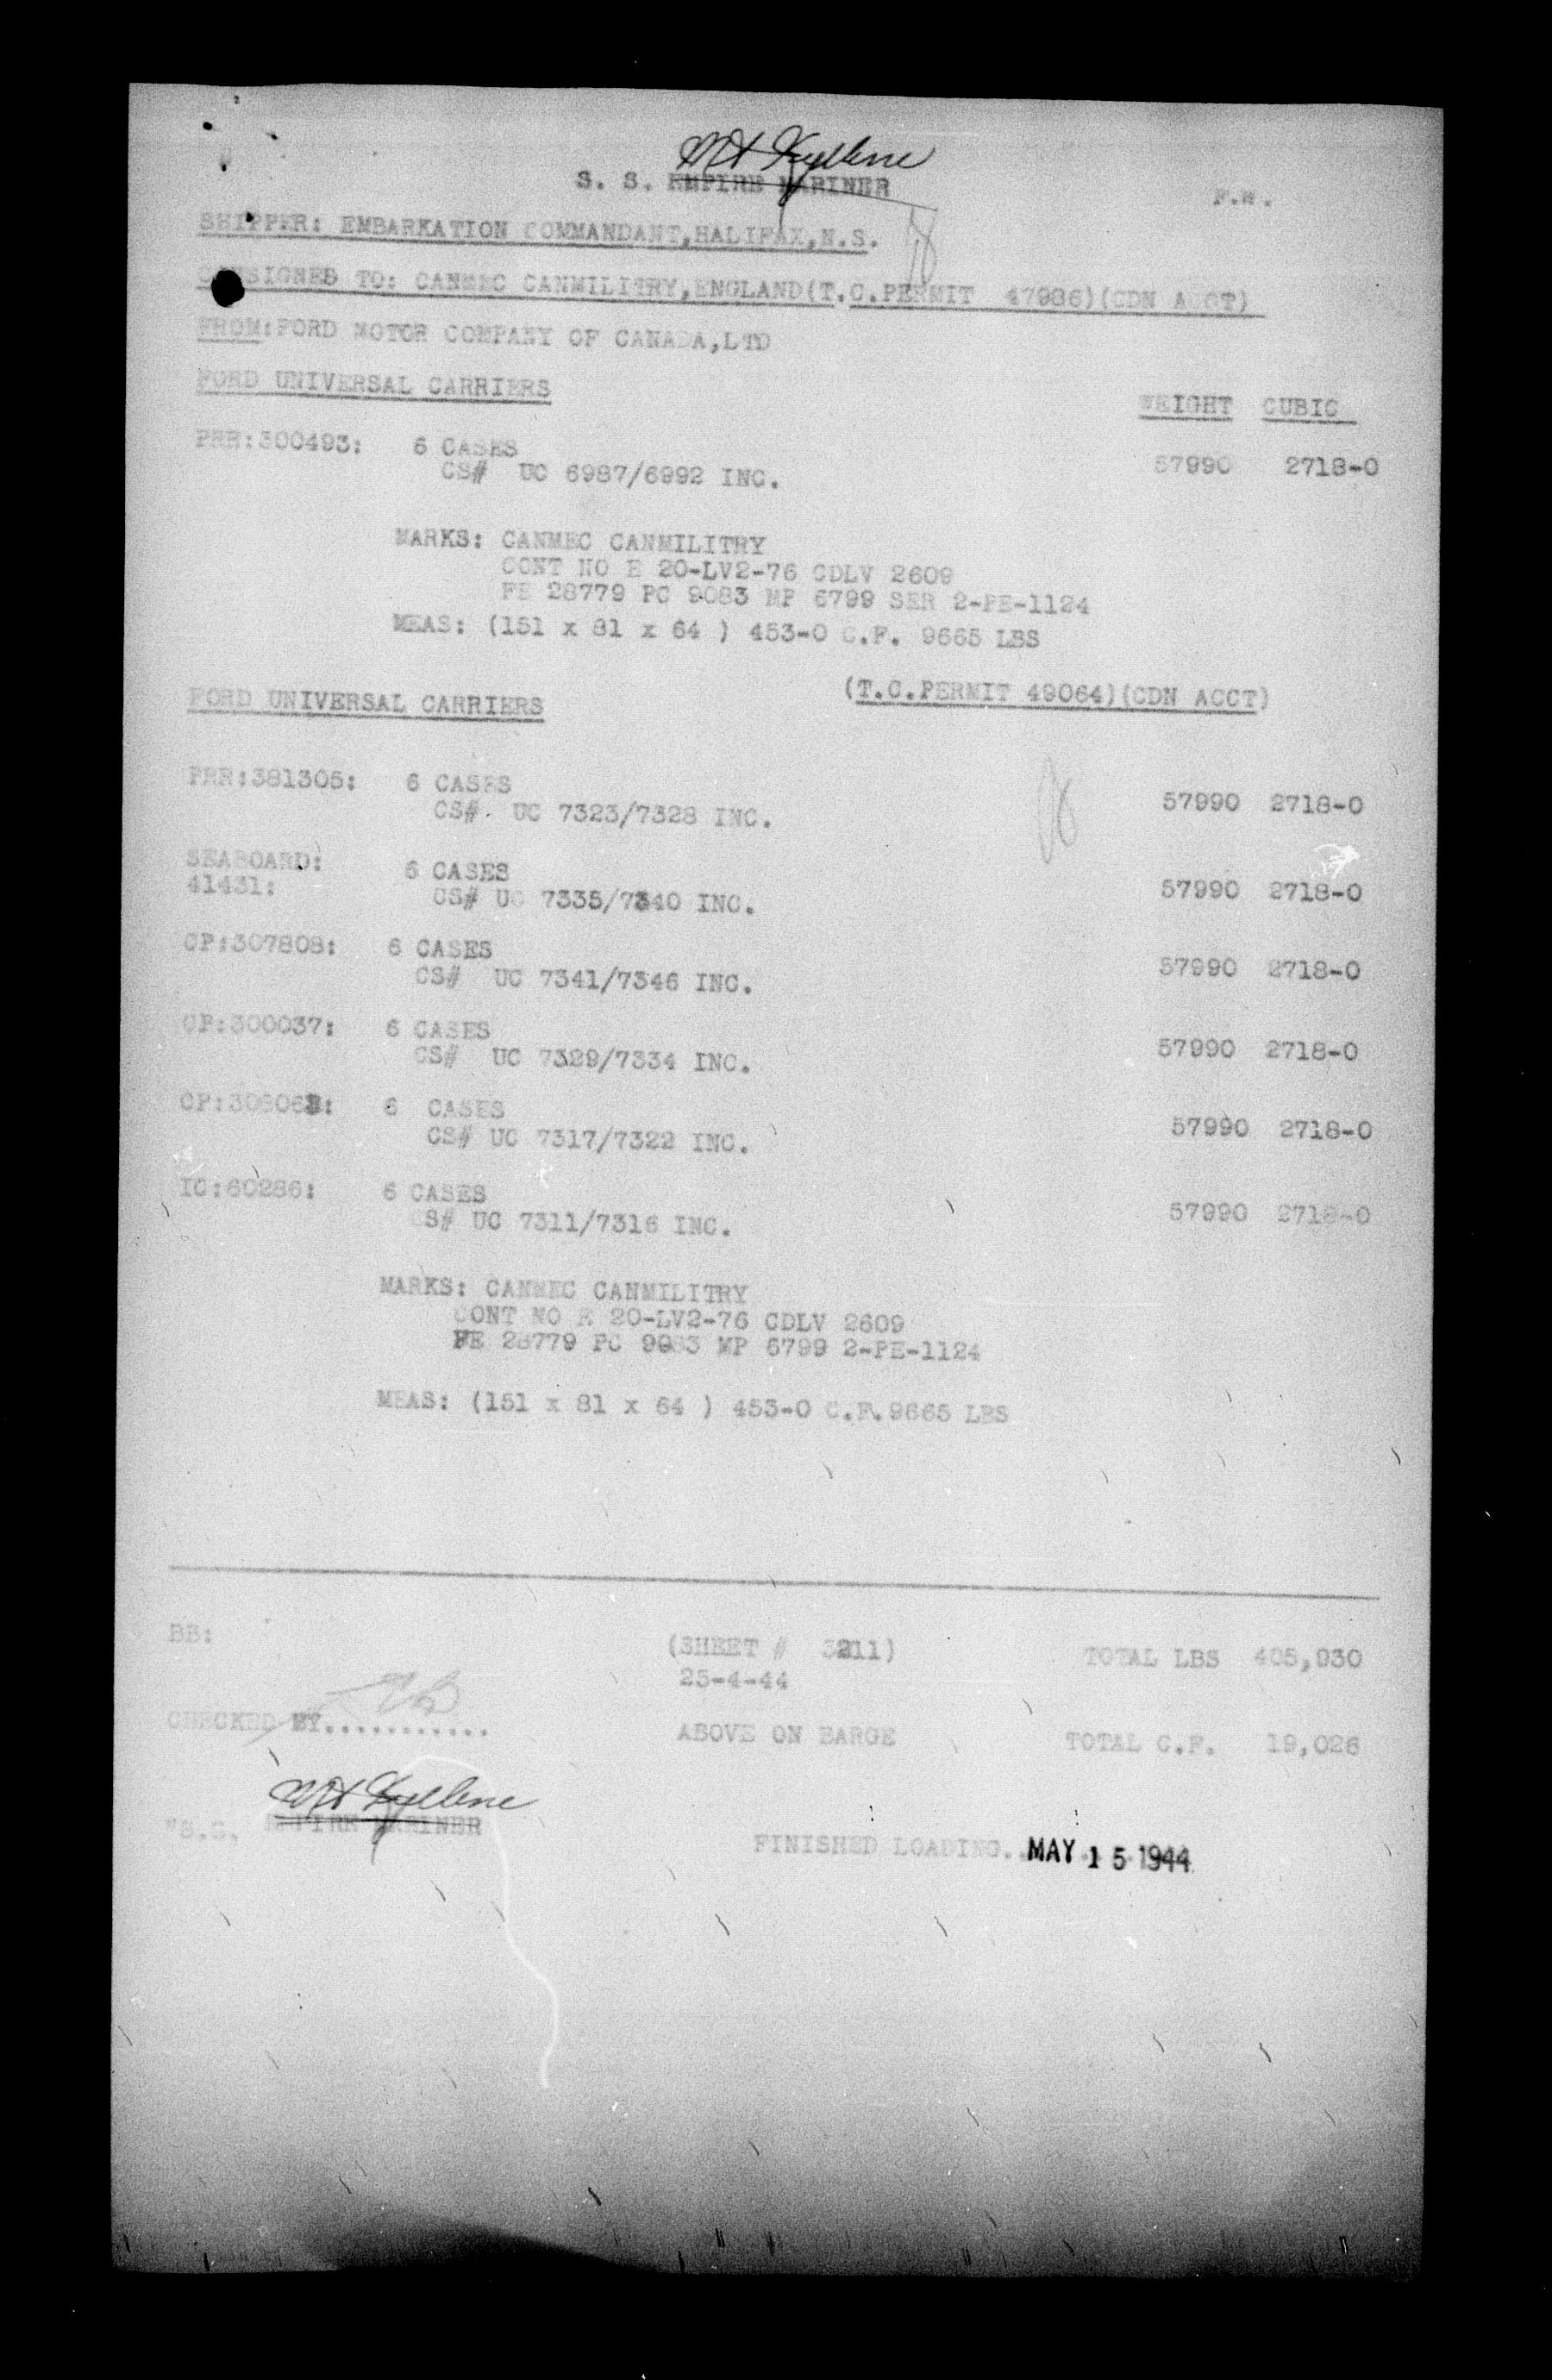 Mt Kyllene
S. S. EMPIRE MARINER
F.W.
SHIPPER: EMBARKATION COMMANDANT,HALIFAX,N.S.
CONSIGNED TO: CANMEC CANMILITRY,ENGLAND(T.C.PERMIT 47986)(CDN ACCT)
FROM:FORD MOTOR COMPANY OF CANADA,LTD
FORD UNIVERSAL CARRIERS
WEIGHT CUBIC
PRR:300493: 6 CASES
CS# UC 6987/6992 INC. 57990 2718-0
MARKS: CANMEC CANMILITRY
CONT NO E 20-LV2-76 CDLV 2609
FE 28779 PC 9083 MP 6799 SER 2-PE-1124
MEAS: (151 x 81 x 64 ) 453-0 C.F. 9665 LBS
FORD UNIVERSAL CARRIERS (T.C.PERMIT 49064)(CDN ACCT)
PRR:381305: 6 CASES
CS#. UC 7323/7328 INC. 57990 2718-0
SEABOARD: 6 CASES
41431: CS# UC 7335/7340 INC. 57990 2718-0
CP:307808: 6 CASES
CS# UC 7341/7346 INC. 57990 2718-0
CP:300037: 6 CASES
CS# UC 7329/7334 INC. 57990 2718-0
6 CASES
CS# UC 7317/7322 INC. 57990 2718-0
IC:60286: 6 CASES
CS# UC 7311/7316 INC. 57990 2718-0
MARKS: CANMEC CANMILITRY
CONT NO E 20-LV2-76 CDLV 2609
FE 28779 PC 9083 MP 6799 2-PE-1124
MEAS: (151 x 81 x 64 ) 453-0 C.F.9665 LBS
BB: (SHEET # 3211) TOTAL LBS 405,930
25-4-44
CHECKED BY........... ABOVE ON BARGE TOTAL C.F. 19,026
Mt Kyllene
"S.S. EMPIRE MARINER
FINISHED LOADING. MAY 15 1944